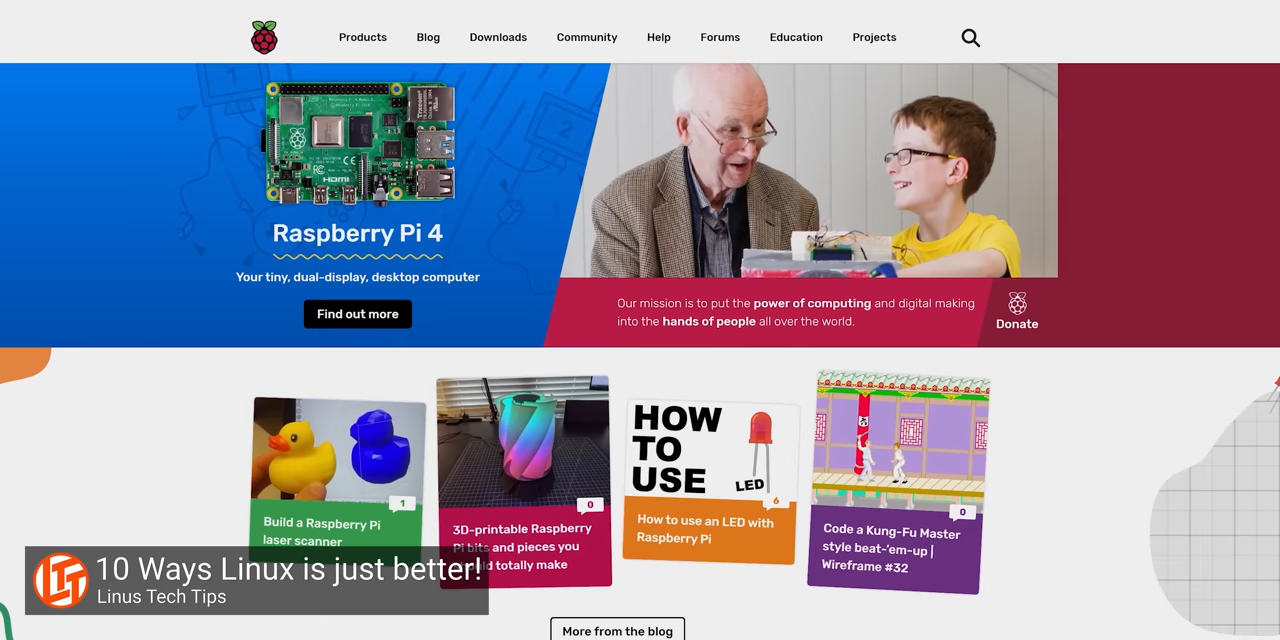 Products
Blog
Downloads
Community
Help
Forums
Education
Projects
HDMI
Raspberry Pi 4
Your tiny, dual-display, desktop computer
Find out more
Our mission is to put the power of computing and digital making
into the hands of people all over the world.
Donate
1
Build a Raspberry Pi
laser scanner
0
3D-printable Raspberry
Pi bits and pieces you
totally make
HOW
TO
USE
LED
6
How to use an LED with
Raspberry Pi
0
Code a Kung-Fu Master
style beat-'em-up |
Wireframe #32
10 Ways Linux is just better!
Linus Tech Tips
More from the blog